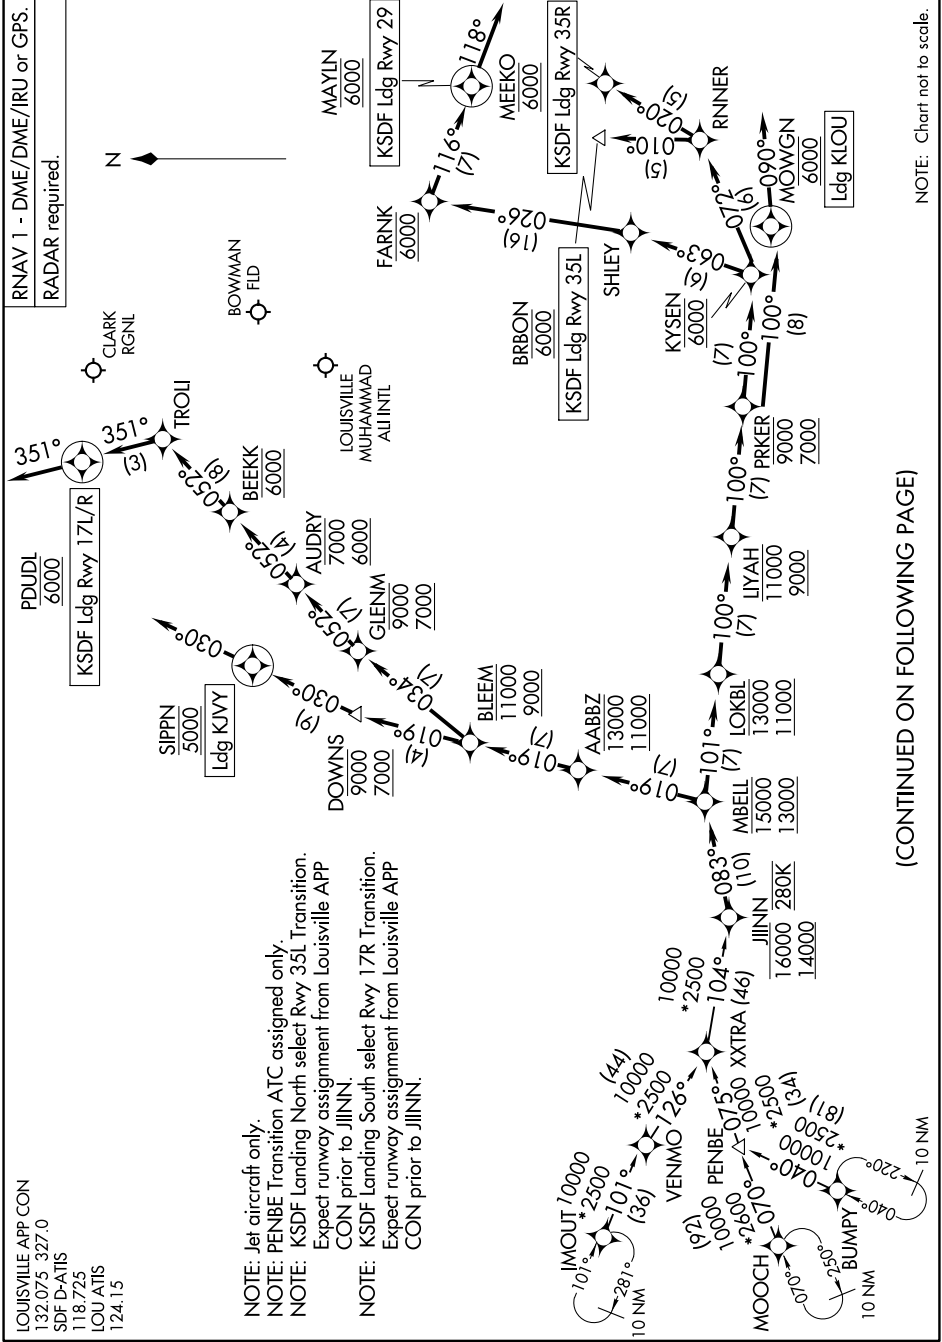 LOUISVILLE APP CON
132.075 327.0
SDF D-ATIS
118.725
LOU ATIS
124.15
RNAV 1 - DME/DME/IRU or GPS.
RADAR required.
NOTE: Jet aircraft only.
NOTE: PENBE Transition ATC assigned only.
NOTE: KSDF Landing North select Rwy 35L Transition.
Expect runway assignment from Louisville APP
CON prior to JIINN.
NOTE: KSDF Landing South select Rwy 17R Transition.
Expect runway assignment from Louisville APP
CON prior to JIINN.
N
CLARK
RGNL
BOWMAN
FLD
LOUISVILLE
MUHAMMAD
ALI INTL
351°
PDUDL
6000
KSDF Ldg Rwy 17L/R
351°
(3)
TROLI
052°
(8)
BEEKK
6000
052°
(4)
AUDRY
7000
6000
052°
(7)
GLENM
9000
7000
034°
(7)
030°
SIPPN
5000
Ldg KJVY
030°
(9)
DOWNS
9000
7000
019°
(4)
BLEEM
11000
9000
019°
(7)
AABBZ
13000
11000
019°
(7)
MBELL
15000
13000
101°
(7)
LOKBL
13000
11000
100°
(7)
LIYAH
11000
9000
100°
(7)
PRKER
9000
7000
100°
(7)
100°
(8)
KYSEN
6000
063°
(6)
SHLEY
026°
(16)
FARNK
6000
116°
(7)
MAYLN
6000
KSDF Ldg Rwy 29
118°
072°
(9)
RNNER
010°
(5)
BRBON
6000
KSDF Ldg Rwy 35L
020°
(5)
MEEKO
6000
KSDF Ldg Rwy 35R
MOWGN
6000
Ldg KLOU
090°
IMOUT
101°
281°
10 NM
10000
*2500
101°
(36)
VENMO
(44)
10000
*2500
126°
XXTRA
10000
*2500
104°
(46)
JIINN
16000
14000
280K
083°
(10)
MOOCH
070°
250°
10 NM
(92)
10000
*2600
070°
PENBE
075°
10000
*2500
(34)
BUMPY
040°
220°
10 NM
040°
10000
*2500
(81)
(CONTINUED ON FOLLOWING PAGE)
NOTE: Chart not to scale.